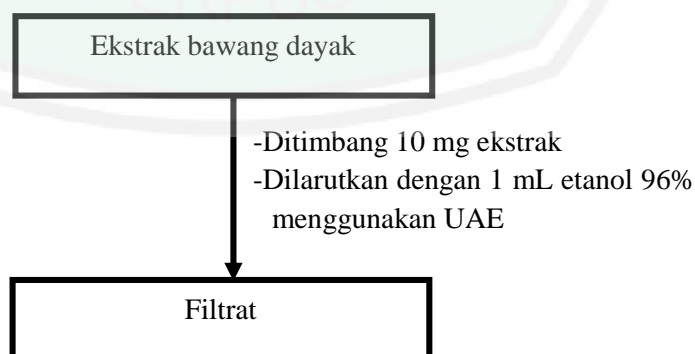 Ekstrak bawang dayak
-Ditimbang 10 mg ekstrak
-Dilarutkan dengan 1 mL etanol 96%
menggunakan UAE
Filtrat